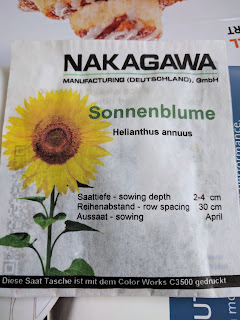 NAKAGAWA
MANUFACTURING (DEUTSCHLAND), GmbH
Sonnenblume
Helianthus annuus
Saattiefe - sowing depth 2-4 cm
Reihenabstand - row spacing 30 cm
Aussaat - sowing April
Diese Saat Tasche ist mit dem Color Works C3500 gedruckt